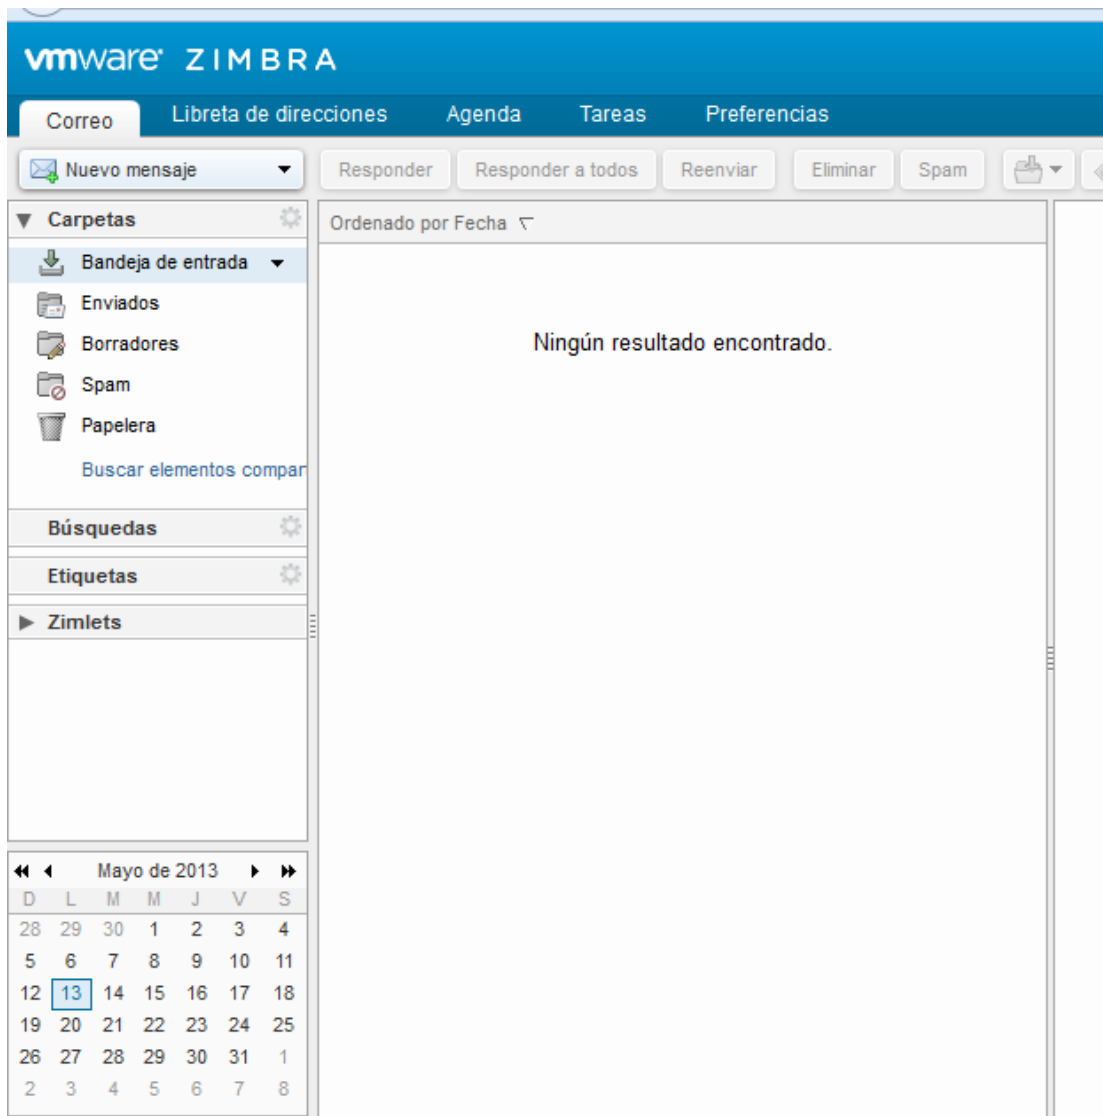 vmware ZIMBRA
Correo Libreta de direcciones Agenda Tareas Preferencias
Nuevo mensaje Responder Responder a todos Reenviar Eliminar Spam
Carpetas
Ordenado por Fecha
Bandeja de entrada
Enviados
Borradores
Ningún resultado encontrado.
Spam
Papelera
Buscar elementos compar
Búsquedas
Etiquetas
Zimlets
Mayo de 2013
D L M M J V S
28 29 30 1 2 3 4
5 6 7 8 9 10 11
12 13 14 15 16 17 18
19 20 21 22 23 24 25
26 27 28 29 30 31 1
2 3 4 5 6 7 8